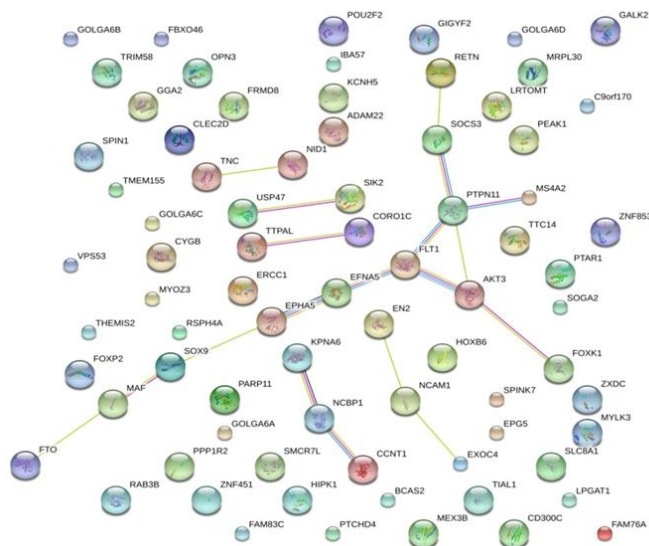 POU2F2
GIGYF2
GOLGA6D
GALK2
GOLGA6B
FBXO46
RETN
IBA57
TRIM58
OPN3
MRPL30
KCNH5
GGA2
FRMD8
LRTOMT
C9orf170
ADAM22
SOCS3
CLEC2D
PEAK1
SPIN1
NID1
TNC
TMEM155
SIK2
PTPN11
MS4A2
USP47
GOLGA6C
CORO1C
TTC14
ZNF853
TTPAL
CYGB
FLT1
VPS53
PTAR1
ERCC1
EFNA5
AKT3
MYOZ3
SOGA2
EPHA5
THEMIS2
RSPH4A
EN2
SOX9
KPNA6
HOXB6
FOXP2
FOXK1
MAF
PARP11
NCAM1
SPINK7
ZXDC
NCBP1
GOLGA6A
EPG5
MYLK3
FTO
PPP1R2
SMCR7L
CCNT1
EXOC4
SLC8A1
RAB3B
ZNF451
HIPK1
BCAS2
TIAL1
LPGAT1
FAM83C
PTCHD4
MEX3B
CD300C
FAM76A